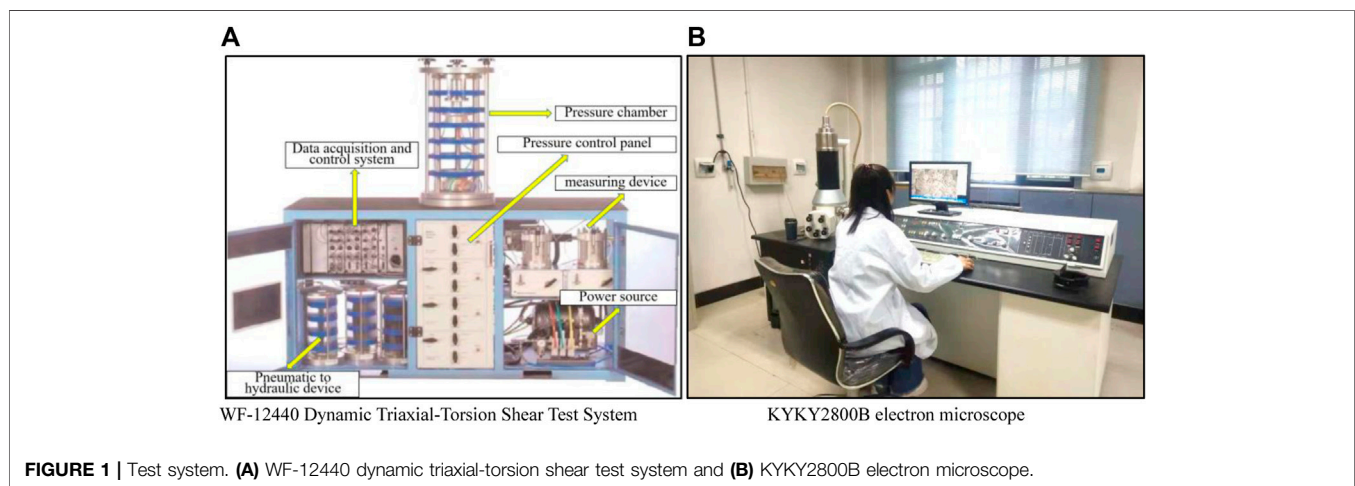 A
B
Pressure chamber
Data acquisition and
control system
Pressure control panel
measuring device
Power source
Pneumatic to
hydraulic device
WF-12440 Dynamic Triaxial-Torsion Shear Test System
KYKY2800B electron microscope
FIGURE 1 | Test system. (A) WF-12440 dynamic triaxial-torsion shear test system and (B) KYKY2800B electron microscope.